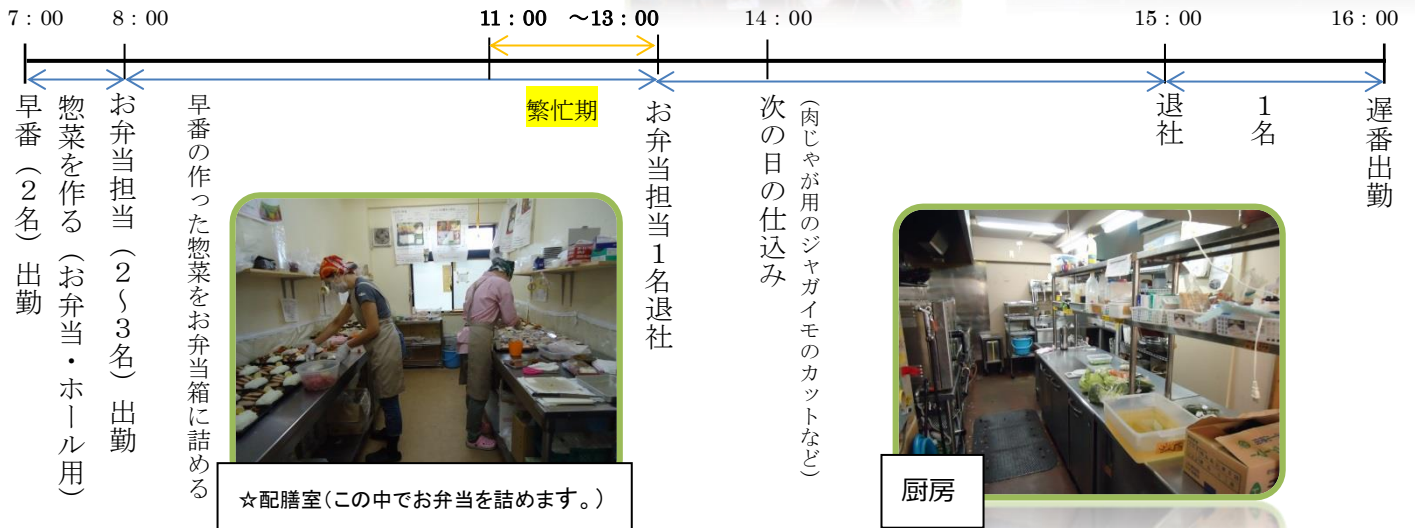 7：00
8：00
11：00　～13：00
14：00
15：00
16：00
早番（２名）出勤
惣菜を作る（お弁当・ホール用）
お弁当担当（２～３名）出勤
早番の作った惣菜をお弁当箱に詰める
繁忙期
お弁当担当１名退社
次の日の仕込み
（肉じゃが用のジャガイモのカットなど）
退社
１名
遅番出勤
☆配膳室（この中でお弁当を詰めます。）
厨房